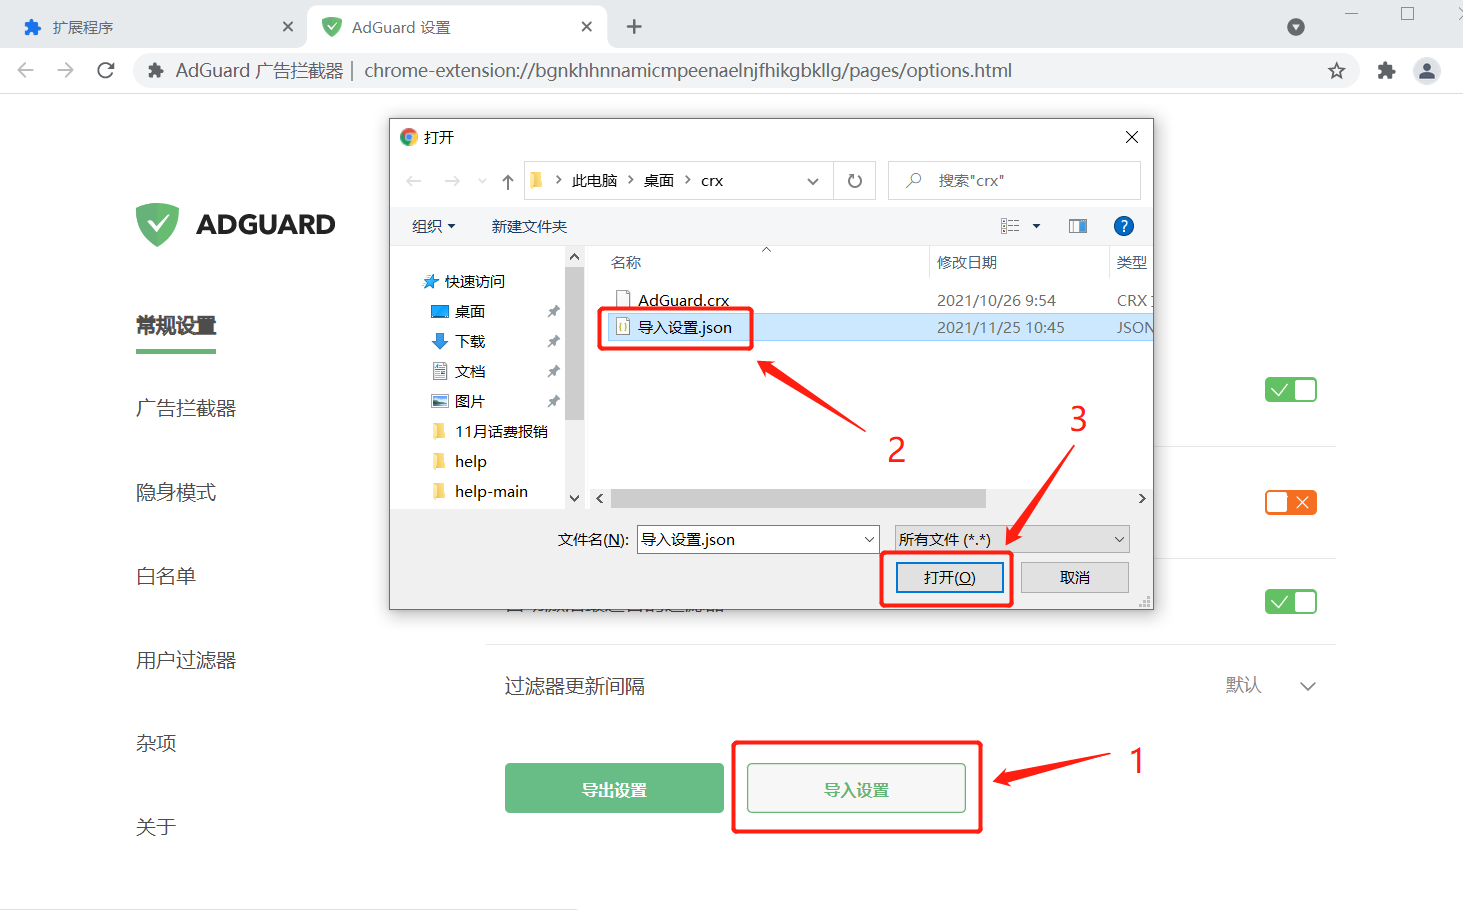 扩展程序
AdGuard 设置
AdGuard 广告拦截器 | chrome-extension://bgnkhhnnamicmpeenaelnjfhikgbkllg/pages/options.html
打开
此电脑 > 桌面 > crx
搜索"crx"
组织
新建文件夹
ADGUARD
快速访问
桌面
下载
文档
图片
11月话费报销
help
help-main
名称 修改日期 类型
AdGuard.crx 2021/10/26 9:54 CRX
导入设置.json 2021/11/25 10:45 JSON
2
3
文件名(N): 导入设置.json 所有文件 (*.*)
打开(O) 取消
常规设置
广告拦截器
隐身模式
白名单
用户过滤器
杂项
关于
过滤器更新间隔 默认
导出设置 导入设置
1